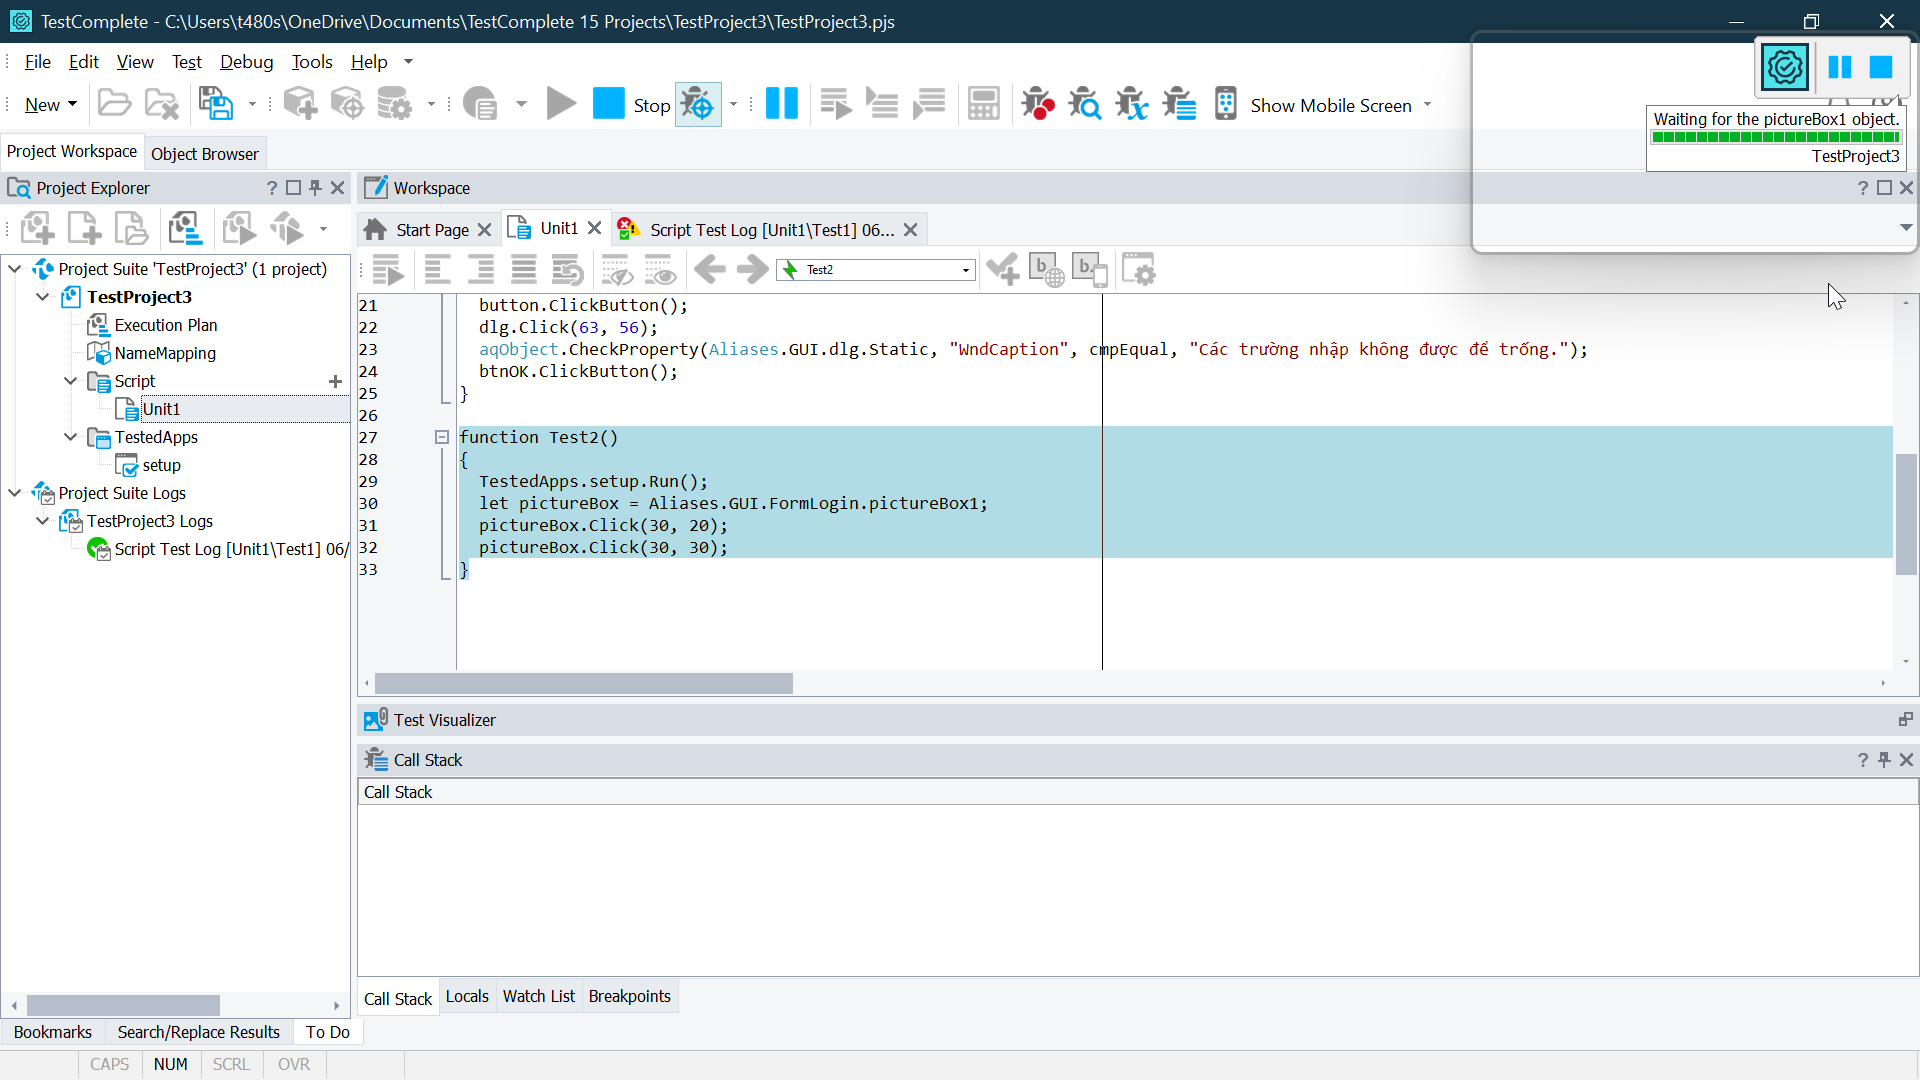 TestComplete - C:\Users\t480s\OneDrive\Documents\TestComplete 15 Projects\TestProject3\TestProject3.pjs
File Edit View Test Debug Tools Help
New Stop Show Mobile Screen
Waiting for the pictureBox1 object.
TestProject3
Project Workspace Object Browser
Project Explorer
Workspace
Start Page Unit1 Script Test Log [Unit1\Test1] 06...
Test2
Project Suite 'TestProject3' (1 project)
TestProject3
Execution Plan
NameMapping
Script
Unit1
TestedApps
setup
Project Suite Logs
TestProject3 Logs
Script Test Log [Unit1\Test1] 06/
21 button.ClickButton();
22 dlg.Click(63, 56);
23 aqObject.CheckProperty(Aliases.GUI.dlg.Static, "WndCaption", cmpEqual, "Các trường nhập không được để trống.");
24 btnOK.ClickButton();
25 }
26
27 function Test2()
28 {
29 TestedApps.setup.Run();
30 let pictureBox = Aliases.GUI.FormLogin.pictureBox1;
31 pictureBox.Click(30, 20);
32 pictureBox.Click(30, 30);
33 }
Test Visualizer
Call Stack
Call Stack
Call Stack Locals Watch List Breakpoints
Bookmarks Search/Replace Results To Do
CAPS NUM SCRL OVR